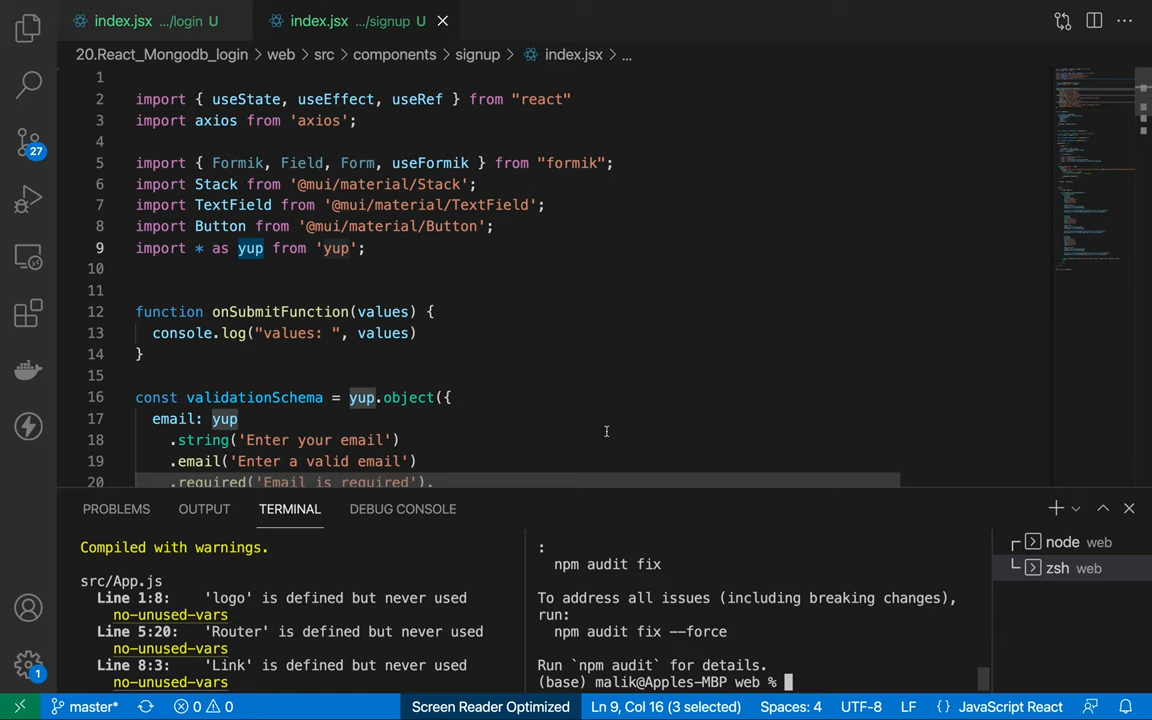 index.jsx .../login U
index.jsx .../signup U
20.React_Mongodb_login > web > src > components > signup > index.jsx > ...
1
2 import { useState, useEffect, useRef } from "react"
3 import axios from 'axios';
4
5 import { Formik, Field, Form, useFormik } from "formik";
6 import Stack from '@mui/material/Stack';
7 import TextField from '@mui/material/TextField';
8 import Button from '@mui/material/Button';
9 import * as yup from 'yup';
10
11
12 function onSubmitFunction(values) {
13 console.log("values: ", values)
14 }
15
16 const validationSchema = yup.object({
17 email: yup
18 .string('Enter your email')
19 .email('Enter a valid email')
20 .required('Email is required'),
27
PROBLEMS OUTPUT TERMINAL DEBUG CONSOLE
Compiled with warnings.
src/App.js
Line 1:8: 'logo' is defined but never used
no-unused-vars
Line 5:20: 'Router' is defined but never used
no-unused-vars
Line 8:3: 'Link' is defined but never used
no-unused-vars
:
npm audit fix
To address all issues (including breaking changes),
run:
npm audit fix --force
Run `npm audit` for details.
(base) malik@Apples-MBP web %
node web
zsh web
1
master* 0 0 Screen Reader Optimized Ln 9, Col 16 (3 selected) Spaces: 4 UTF-8 LF {} JavaScript React